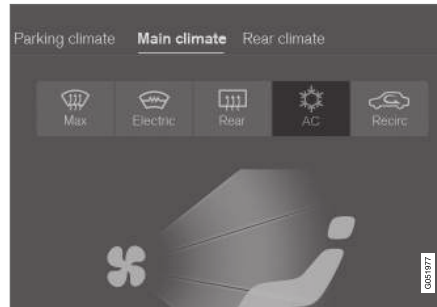 Parking climate Main climate Rear climate
Max Electric Rear AC Recirc
G051977